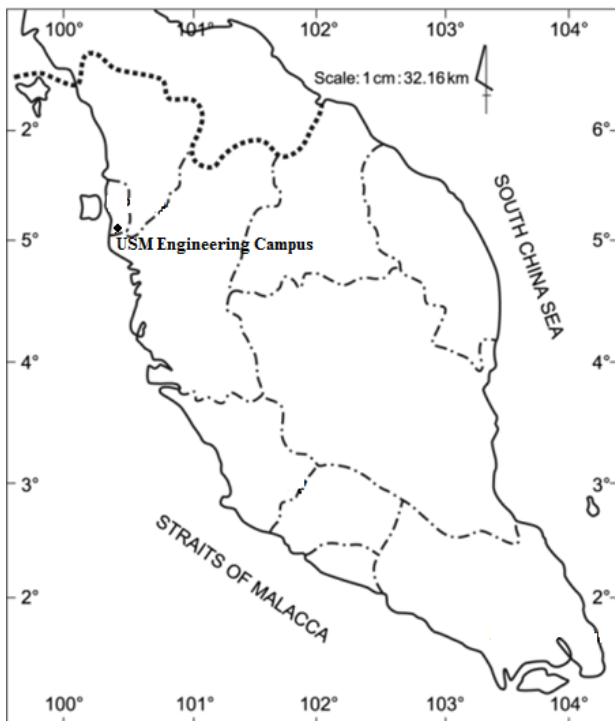 100° 101° 102° 103° 104°
Scale: 1 cm : 32.16 km
2° 6°
SOUTH CHINA SEA
5° 5°
USM Engineering Campus
4° 4°
3° 3°
STRAITS OF MALACCA
2° 2°
100° 101° 102° 103° 104°